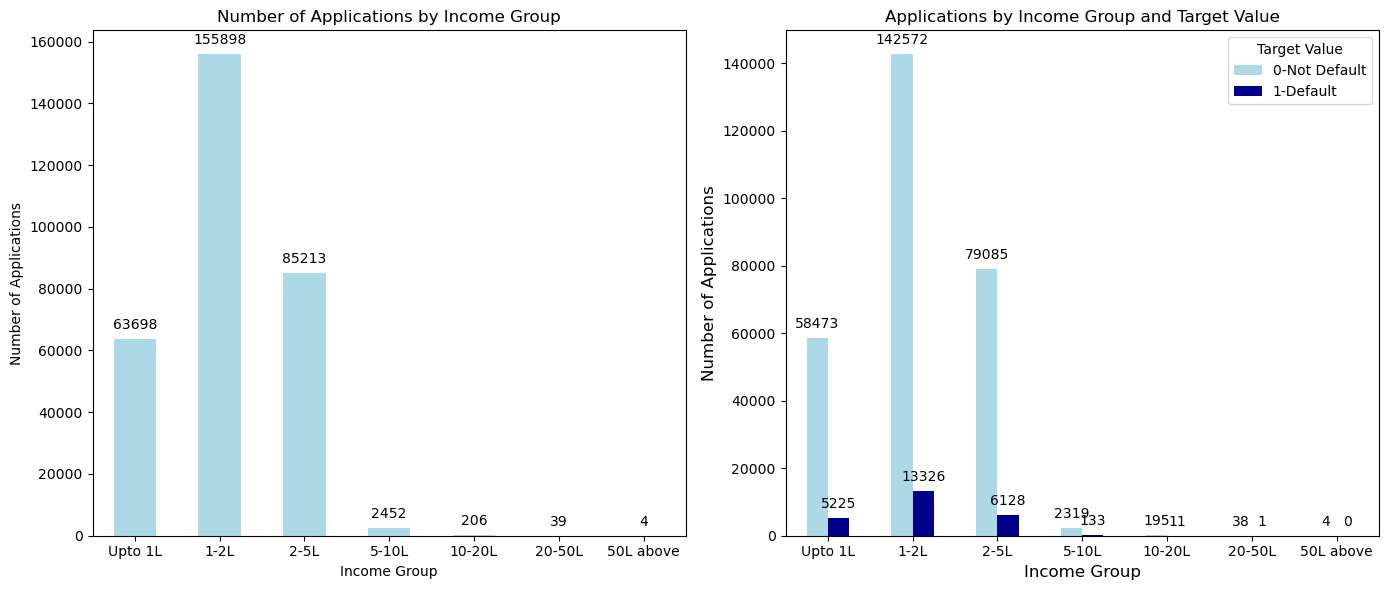 Number of Applications by Income Group
Number of Applications
160000
140000
120000
100000
80000
60000
40000
20000
0
63698
155898
85213
2452
206
39
4
Upto 1L
1-2L
2-5L
5-10L
10-20L
20-50L
50L above
Income Group
Applications by Income Group and Target Value
Target Value
0-Not Default
1-Default
Number of Applications
140000
120000
100000
80000
60000
40000
20000
0
58473
5225
142572
13326
79085
6128
2319
133
195
11
38
1
4
0
Upto 1L
1-2L
2-5L
5-10L
10-20L
20-50L
50L above
Income Group